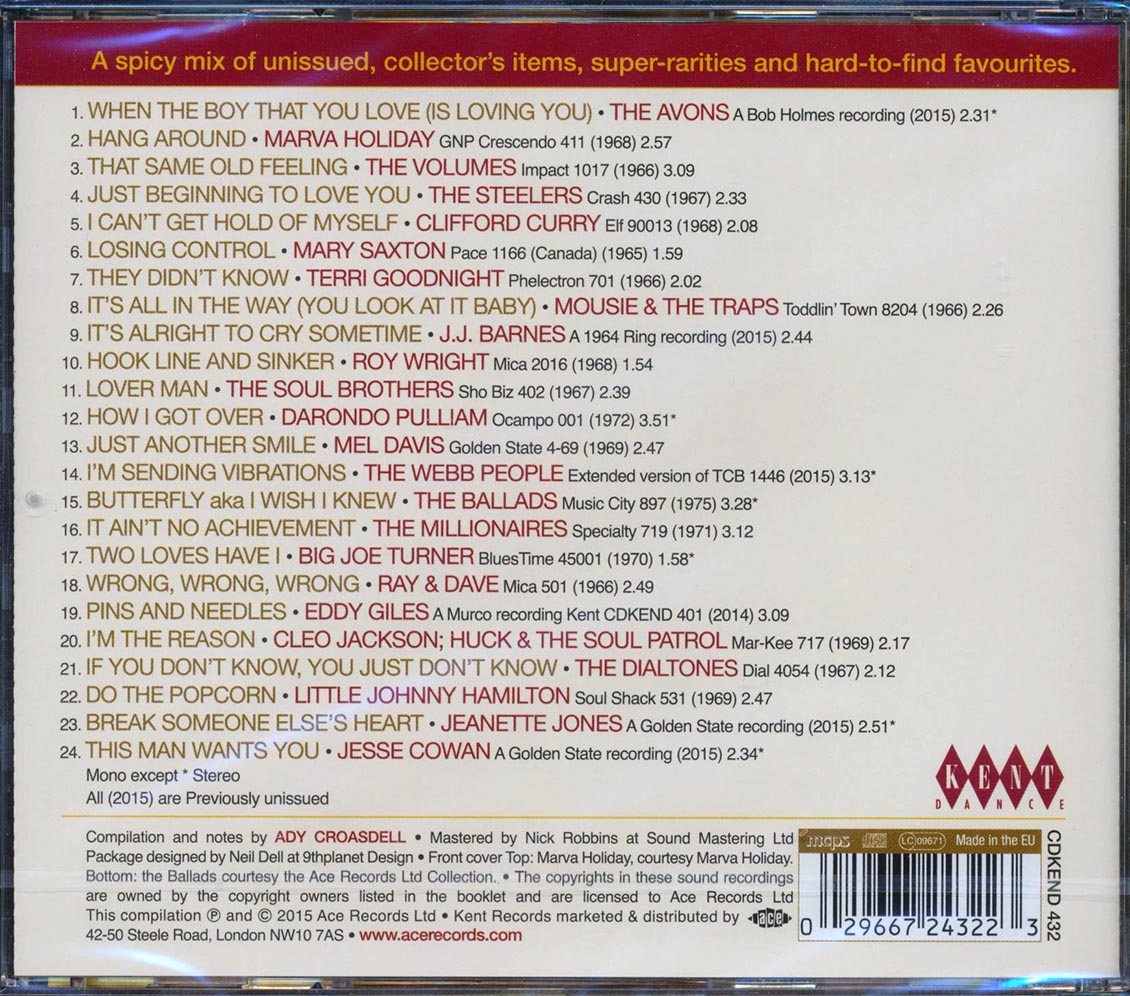 A spicy mix of unissued, collector's items, super-rarities and hard-to-find favourites.
1. WHEN THE BOY THAT YOU LOVE (IS LOVING YOU) • THE AVONS A Bob Holmes recording (2015) 2.31*
2. HANG AROUND • MARVA HOLIDAY GNP Crescendo 411 (1968) 2.57
3. THAT SAME OLD FEELING • THE VOLUMES Impact 1017 (1966) 3.09
4. JUST BEGINNING TO LOVE YOU • THE STEELERS Crash 430 (1967) 2.33
5. I CAN'T GET HOLD OF MYSELF • CLIFFORD CURRY Elf 90013 (1968) 2.08
6. LOSING CONTROL • MARY SAXTON Pace 1166 (Canada) (1965) 1.59
7. THEY DIDN'T KNOW • TERRI GOODNIGHT Phelectron 701 (1966) 2.02
8. IT'S ALL IN THE WAY (YOU LOOK AT IT BABY) • MOUSIE & THE TRAPS Toddlin' Town 8204 (1966) 2.26
9. IT'S ALRIGHT TO CRY SOMETIME • J.J. BARNES A 1964 Ring recording (2015) 2.44
10. HOOK LINE AND SINKER • ROY WRIGHT Mica 2016 (1968) 1.54
11. LOVER MAN • THE SOUL BROTHERS Sho Biz 402 (1967) 2.39
12. HOW I GOT OVER • DARONDO PULLIAM Ocampo 001 (1972) 3.51*
13. JUST ANOTHER SMILE • MEL DAVIS Golden State 4-69 (1969) 2.47
14. I'M SENDING VIBRATIONS • THE WEBB PEOPLE Extended version of TCB 1446 (2015) 3.13*
15. BUTTERFLY aka I WISH I KNEW • THE BALLADS Music City 897 (1975) 3.28*
16. IT AIN'T NO ACHIEVEMENT • THE MILLIONAIRES Specialty 719 (1971) 3.12
17. TWO LOVES HAVE I • BIG JOE TURNER BluesTime 45001 (1970) 1.58*
18. WRONG, WRONG, WRONG • RAY & DAVE Mica 501 (1966) 2.49
19. PINS AND NEEDLES • EDDY GILES A Murco recording Kent CDKEND 401 (2014) 3.09
20. I'M THE REASON • CLEO JACKSON; HUCK & THE SOUL PATROL Mar-Kee 717 (1969) 2.17
21. IF YOU DON'T KNOW, YOU JUST DON'T KNOW • THE DIALTONES Dial 4054 (1967) 2.12
22. DO THE POPCORN • LITTLE JOHNNY HAMILTON Soul Shack 531 (1969) 2.47
23. BREAK SOMEONE ELSE'S HEART • JEANETTE JONES A Golden State recording (2015) 2.51*
24. THIS MAN WANTS YOU • JESSE COWAN A Golden State recording (2015) 2.34*
Mono except * Stereo
All (2015) are Previously unissued
KENT
DANCE
Compilation and notes by ADY CROASDELL • Mastered by Nick Robbins at Sound Mastering Ltd
Package designed by Neil Dell at 9thplanet Design • Front cover Top: Marva Holiday, courtesy Marva Holiday.
Bottom: the Ballads courtesy the Ace Records Ltd Collection. • The copyrights in these sound recordings
are owned by the copyright owners listed in the booklet and are licensed to Ace Records Ltd
This compilation ℗ and © 2015 Ace Records Ltd • Kent Records marketed & distributed by ace
42-50 Steele Road, London NW10 7AS • www.acerecords.com
mcps LC 09671 Made in the EU
0 29667 24322 3
CDKEND 432